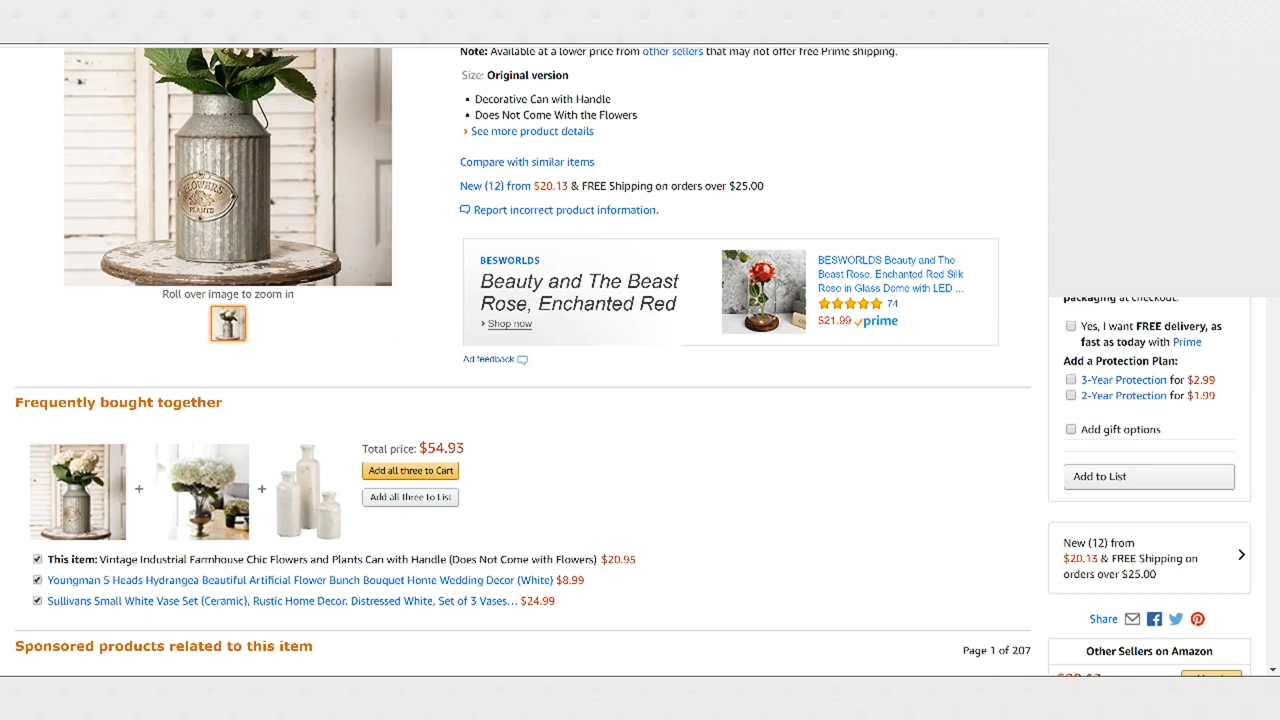 Note: Available at a lower price from other sellers that may not offer free Prime shipping.
Size: Original version
• Decorative Can with Handle
• Does Not Come With the Flowers
› See more product details
Compare with similar items
New (12) from $20.13 & FREE Shipping on orders over $25.00
Report incorrect product information.
FLOWERS
PLANTS
Roll over image to zoom in
BESWORLDS
Beauty and The Beast
Rose, Enchanted Red
› Shop now
BESWORLDS Beauty and The
Beast Rose, Enchanted Red Silk
Rose in Glass Dome with LED ...
74
$21.99 prime
Ad feedback
Frequently bought together
Total price: $54.93
Add all three to Cart
Add all three to List
+
+
This item: Vintage Industrial Farmhouse Chic Flowers and Plants Can with Handle (Does Not Come with Flowers) $20.95
Youngman 5 Heads Hydrangea Beautiful Artificial Flower Bunch Bouquet Home Wedding Decor (White) $8.99
Sullivans Small White Vase Set (Ceramic), Rustic Home Decor, Distressed White, Set of 3 Vases… $24.99
Sponsored products related to this item
Page 1 of 207
packaging at checkout.
Yes, I want FREE delivery, as
fast as today with Prime
Add a Protection Plan:
3-Year Protection for $2.99
2-Year Protection for $1.99
Add gift options
Add to List
New (12) from
$20.13 & FREE Shipping on
orders over $25.00
Share
Other Sellers on Amazon